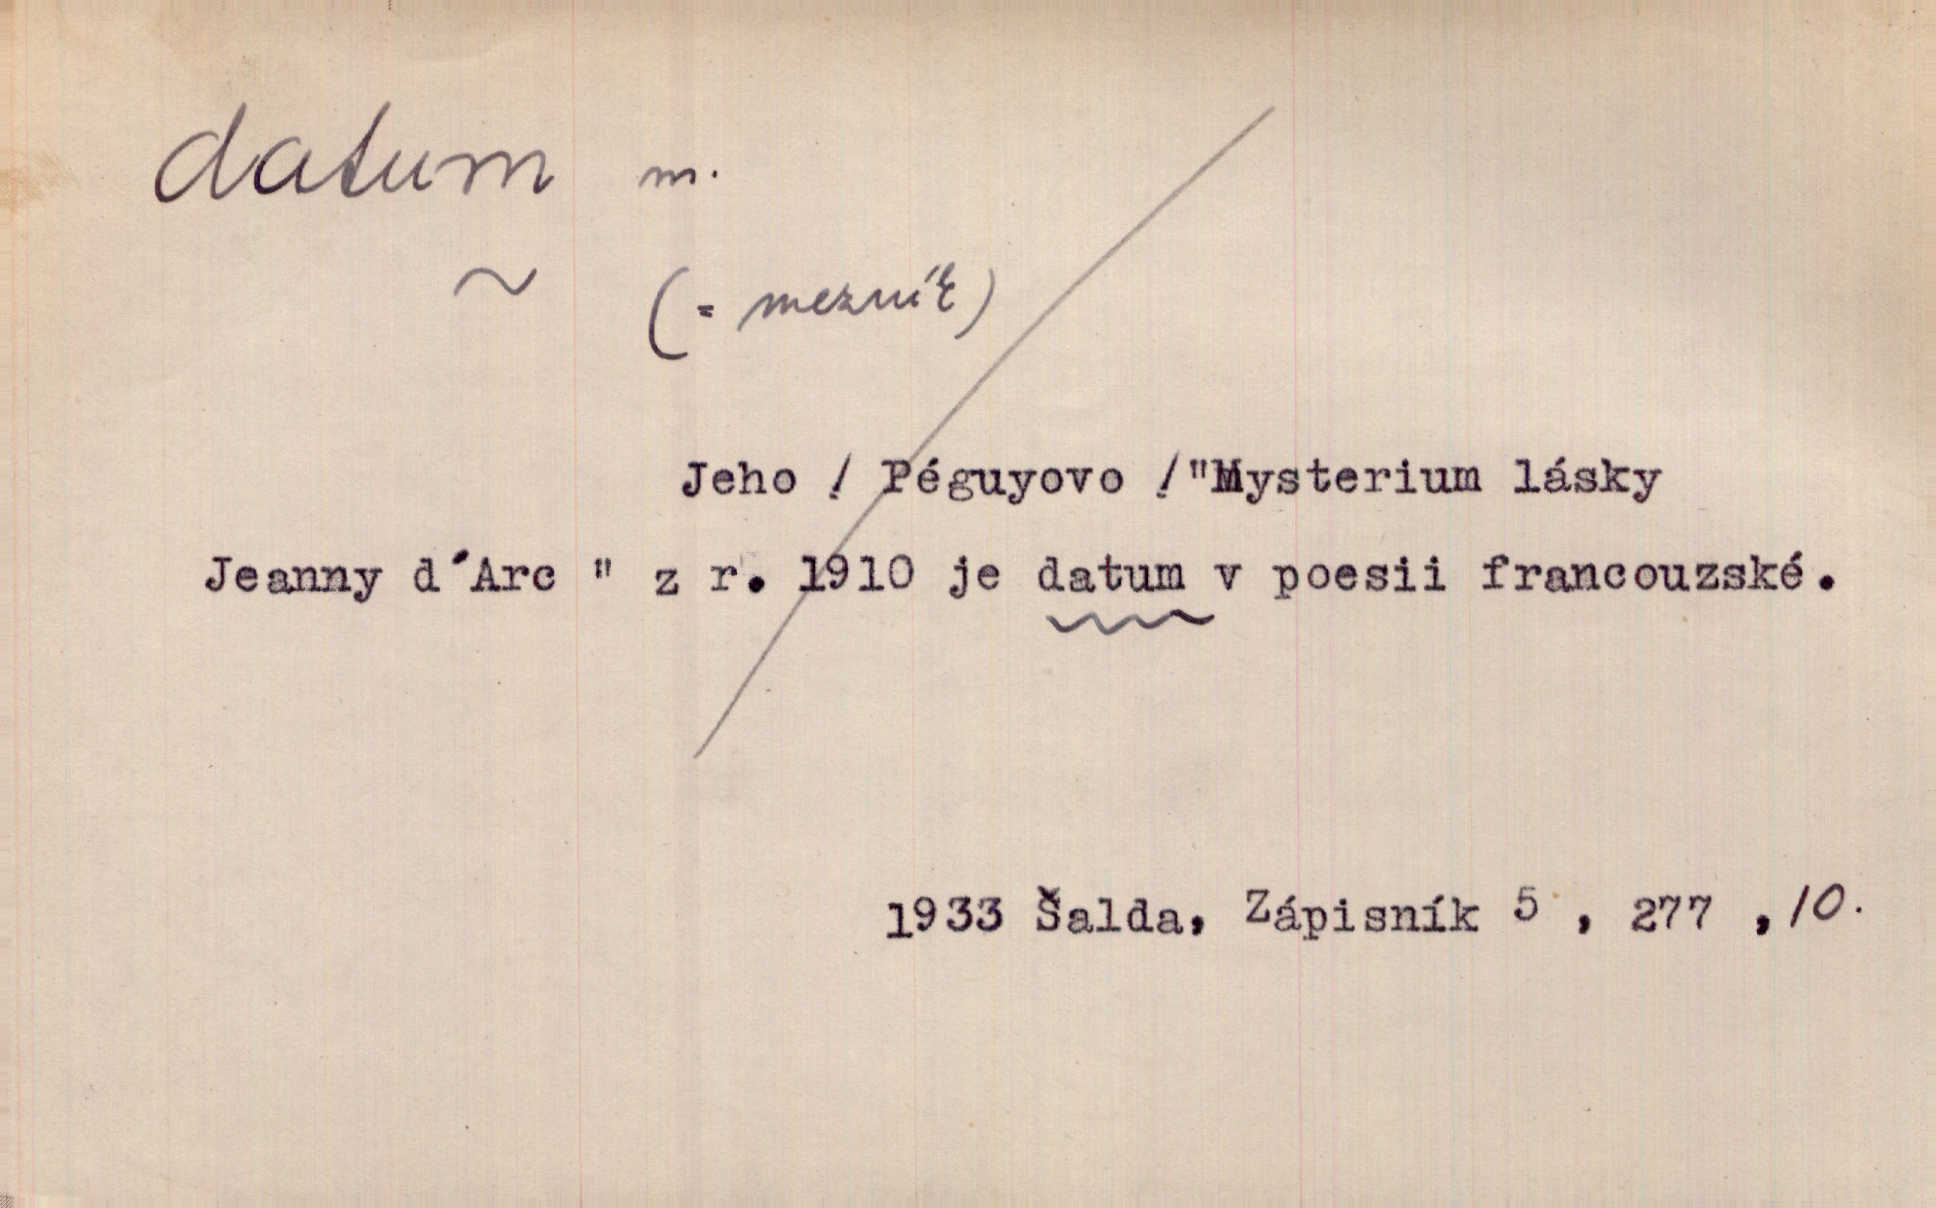 datum m.
~ (= mezník)
Jeho / Péguyovo / "Mysterium lásky
Jeanny d´Arc " z r. 1910 je datum v poesii francouzské.
1933 Šalda, Zápisník 5 , 277 , 10.